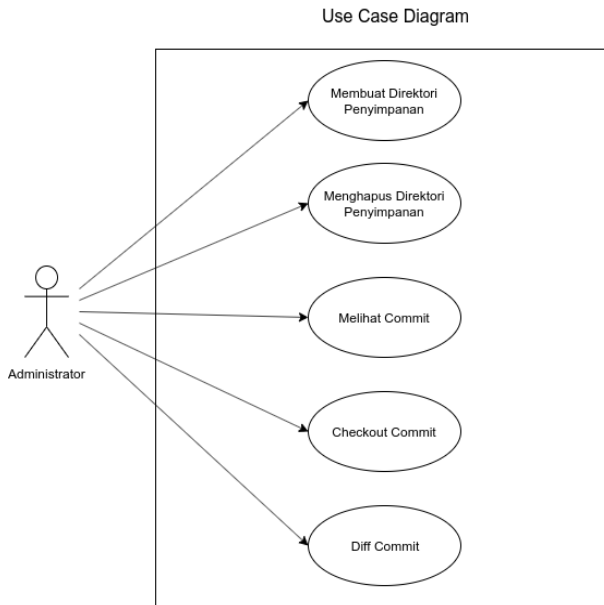 Use Case Diagram
Membuat Direktori
Penyimpanan
Menghapus Direktori
Penyimpanan
Melihat Commit
Administrator
Checkout Commit
Diff Commit